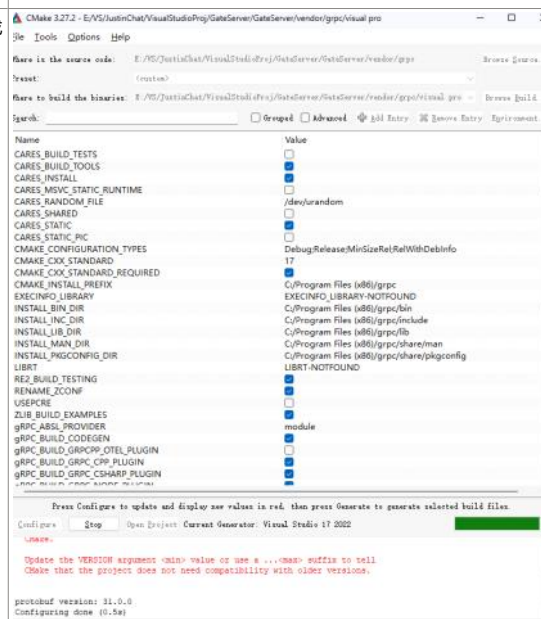 CMake 3.27.2 - E:/VS/JustinChat/VisualStudioProj/GateServer/GateServer/vendor/grpc/visual pro
File Tools Options Help
Where is the source code: E:/VS/JustinChat/VisualStudioProj/GateServer/GateServer/vendor/grpc Browse Source
Preset: <custom>
Where to build the binaries: E:/VS/JustinChat/VisualStudioProj/GateServer/GateServer/vendor/grpc/visual pro Browse Build
Search: Grouped Advanced Add Entry Remove Entry Environment
Name Value
CARES_BUILD_TESTS
CARES_BUILD_TOOLS
CARES_INSTALL
CARES_MSVC_STATIC_RUNTIME
CARES_RANDOM_FILE /dev/urandom
CARES_SHARED
CARES_STATIC
CARES_STATIC_PIC
CMAKE_CONFIGURATION_TYPES Debug;Release;MinSizeRel;RelWithDebInfo
CMAKE_CXX_STANDARD 17
CMAKE_CXX_STANDARD_REQUIRED
CMAKE_INSTALL_PREFIX C:/Program Files (x86)/grpc
EXECINFO_LIBRARY EXECINFO_LIBRARY-NOTFOUND
INSTALL_BIN_DIR C:/Program Files (x86)/grpc/bin
INSTALL_INC_DIR C:/Program Files (x86)/grpc/include
INSTALL_LIB_DIR C:/Program Files (x86)/grpc/lib
INSTALL_MAN_DIR C:/Program Files (x86)/grpc/share/man
INSTALL_PKGCONFIG_DIR C:/Program Files (x86)/grpc/share/pkgconfig
LIBRT LIBRT-NOTFOUND
RE2_BUILD_TESTING
RENAME_ZCONF
USEPCRE
ZLIB_BUILD_EXAMPLES
gRPC_ABSL_PROVIDER module
gRPC_BUILD_CODEGEN
gRPC_BUILD_GRPCPP_OTEL_PLUGIN
gRPC_BUILD_GRPC_CPP_PLUGIN
gRPC_BUILD_GRPC_CSHARP_PLUGIN
Press Configure to update and display new values in red, then press Generate to generate selected build files.
Configure Stop Open Project Current Generator: Visual Studio 17 2022
CMake.
Update the VERSION argument <min> value or use a ...<max> suffix to tell
CMake that the project does not need compatibility with older versions.
protobuf version: 31.0.0
Configuring done (0.5s)